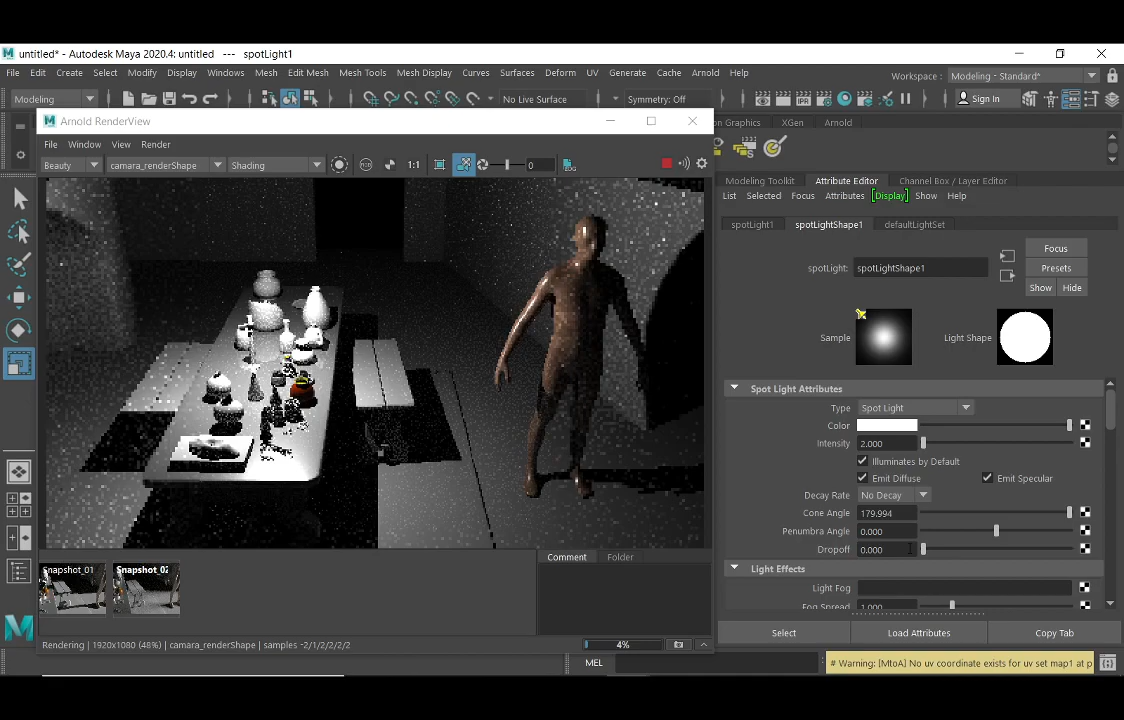 untitled* - Autodesk Maya 2020.4: untitled --- spotLight1
File Edit Create Select Modify Display Windows Mesh Edit Mesh Mesh Tools Mesh Display Curves Surfaces Deform UV Generate Cache Arnold Help
Workspace : Modeling - Standard*
Modeling
No Live Surface
Symmetry: Off
Sign In
Arnold RenderView
XGen Arnold
File Window View Render
Beauty
camara_renderShape
Shading
1:1
0
Modeling Toolkit Attribute Editor Channel Box / Layer Editor
List Selected Focus Attributes Display Show Help
spotLight1 spotLightShape1 defaultLightSet
Focus
spotLight: spotLightShape1
Presets
Show Hide
Sample
Light Shape
Spot Light Attributes
Type Spot Light
Color
Intensity 2.000
Illuminates by Default
Emit Diffuse Emit Specular
Decay Rate No Decay
Cone Angle 179.994
Penumbra Angle 0.000
Dropoff 0.000
Light Effects
Light Fog
Fog Spread 1.000
Comment Folder
Snapshot_01 Snapshot_02
Select Load Attributes Copy Tab
Rendering | 1920x1080 (48%) | camara_renderShape | samples -2/1/2/2/2/2
4%
MEL
# Warning: [MtoA] No uv coordinate exists for uv set map1 at p